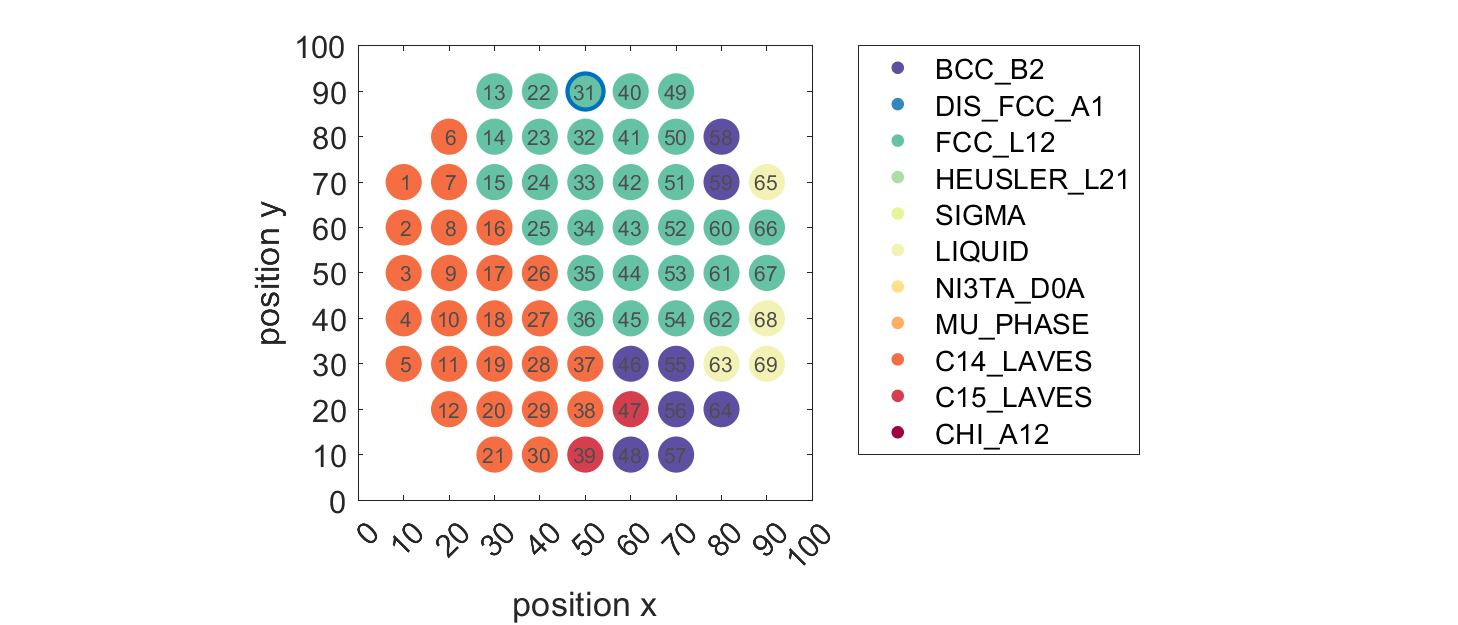 100
90
80
70
60
50
40
30
20
10
0
position y
13 22 31 40 49
6 14 23 32 41 50 58
1 7 15 24 33 42 51 59 65
2 8 16 25 34 43 52 60 66
3 9 17 26 35 44 53 61 67
4 10 18 27 36 45 54 62 68
5 11 19 28 37 46 55 63 69
12 20 29 38 47 56 64
21 30 39 48 57
0 10 20 30 40 50 60 70 80 90 100
position x
BCC_B2
DIS_FCC_A1
FCC_L12
HEUSLER_L21
SIGMA
LIQUID
NI3TA_D0A
MU_PHASE
C14_LAVES
C15_LAVES
CHI_A12